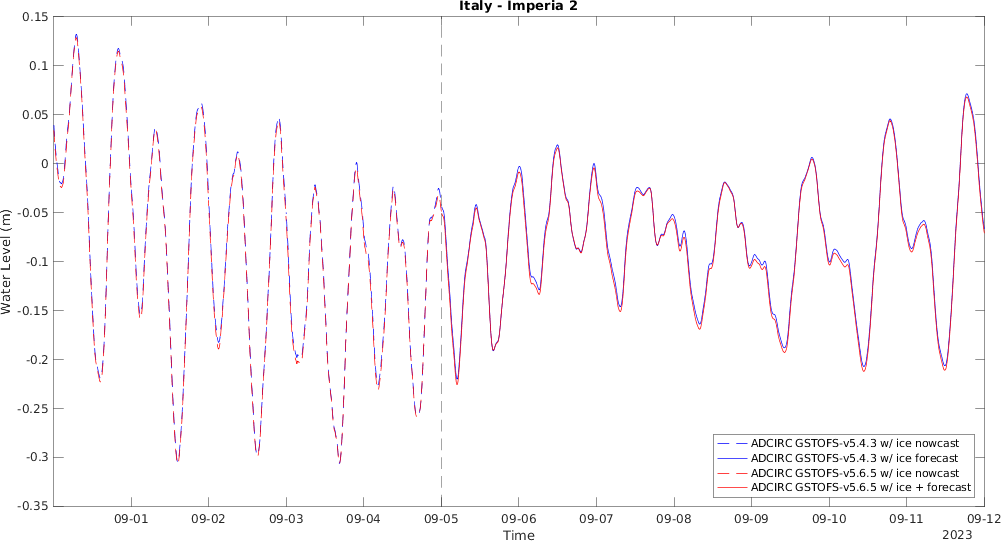 Italy - Imperia 2
Water Level (m)
0.15
0.1
0.05
0
-0.05
-0.1
-0.15
-0.2
-0.25
-0.3
-0.35
ADCIRC GSTOFS-v5.4.3 w/ ice nowcast
ADCIRC GSTOFS-v5.4.3 w/ ice forecast
ADCIRC GSTOFS-v5.6.5 w/ ice nowcast
ADCIRC GSTOFS-v5.6.5 w/ ice + forecast
09-01 09-02 09-03 09-04 09-05 09-06 09-07 09-08 09-09 09-10 09-11 09-12
Time
2023